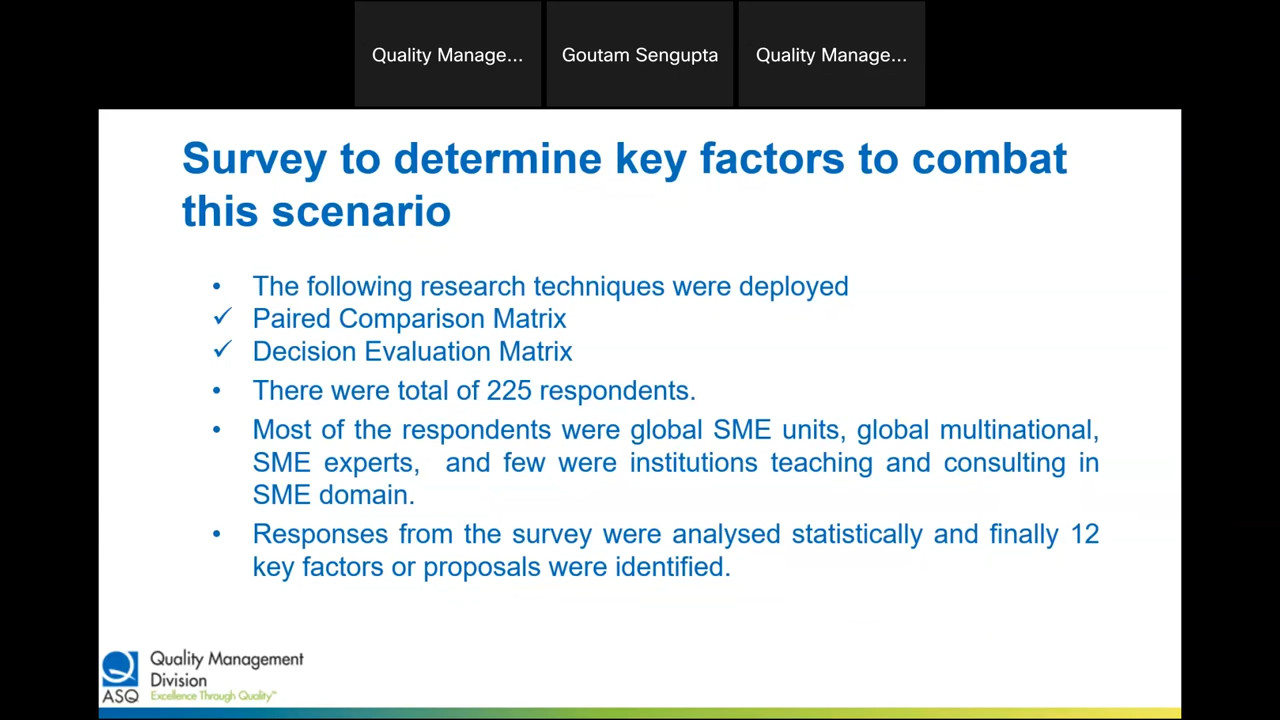 Quality Manage...
Goutam Sengupta
Quality Manage...
Survey to determine key factors to combat
this scenario
• The following research techniques were deployed
✓ Paired Comparison Matrix
✓ Decision Evaluation Matrix
• There were total of 225 respondents.
• Most of the respondents were global SME units, global multinational,
SME experts, and few were institutions teaching and consulting in
SME domain.
• Responses from the survey were analysed statistically and finally 12
key factors or proposals were identified.
Quality Management
Division
Excellence Through Quality™
ASQ